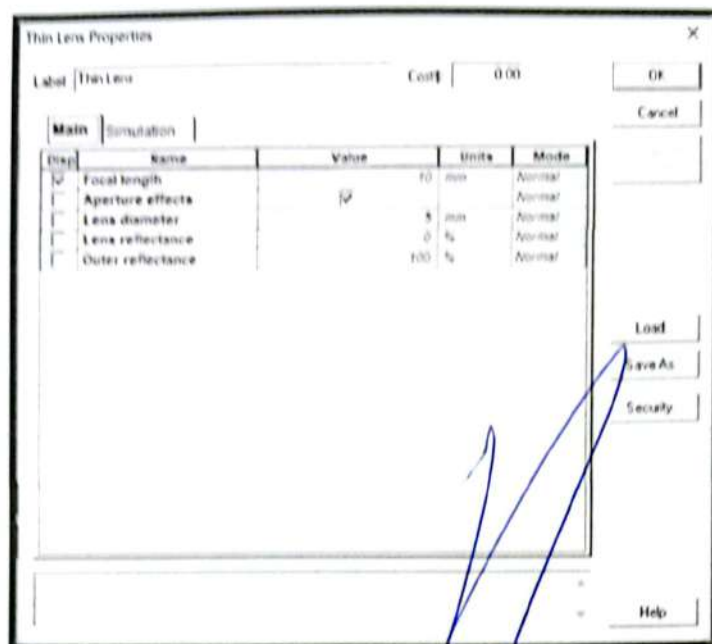 Thin Lens Properties
Label Thin Lens Cost$ 0.00 OK
Cancel
Main Simulation
Disp Name Value Units Mode
Focal length 10 mm Normal
Aperture effects Normal
Lens diameter 5 mm Normal
Lens reflectance 0 % Normal
Outer reflectance 100 % Normal
Load
Save As
Security
Help